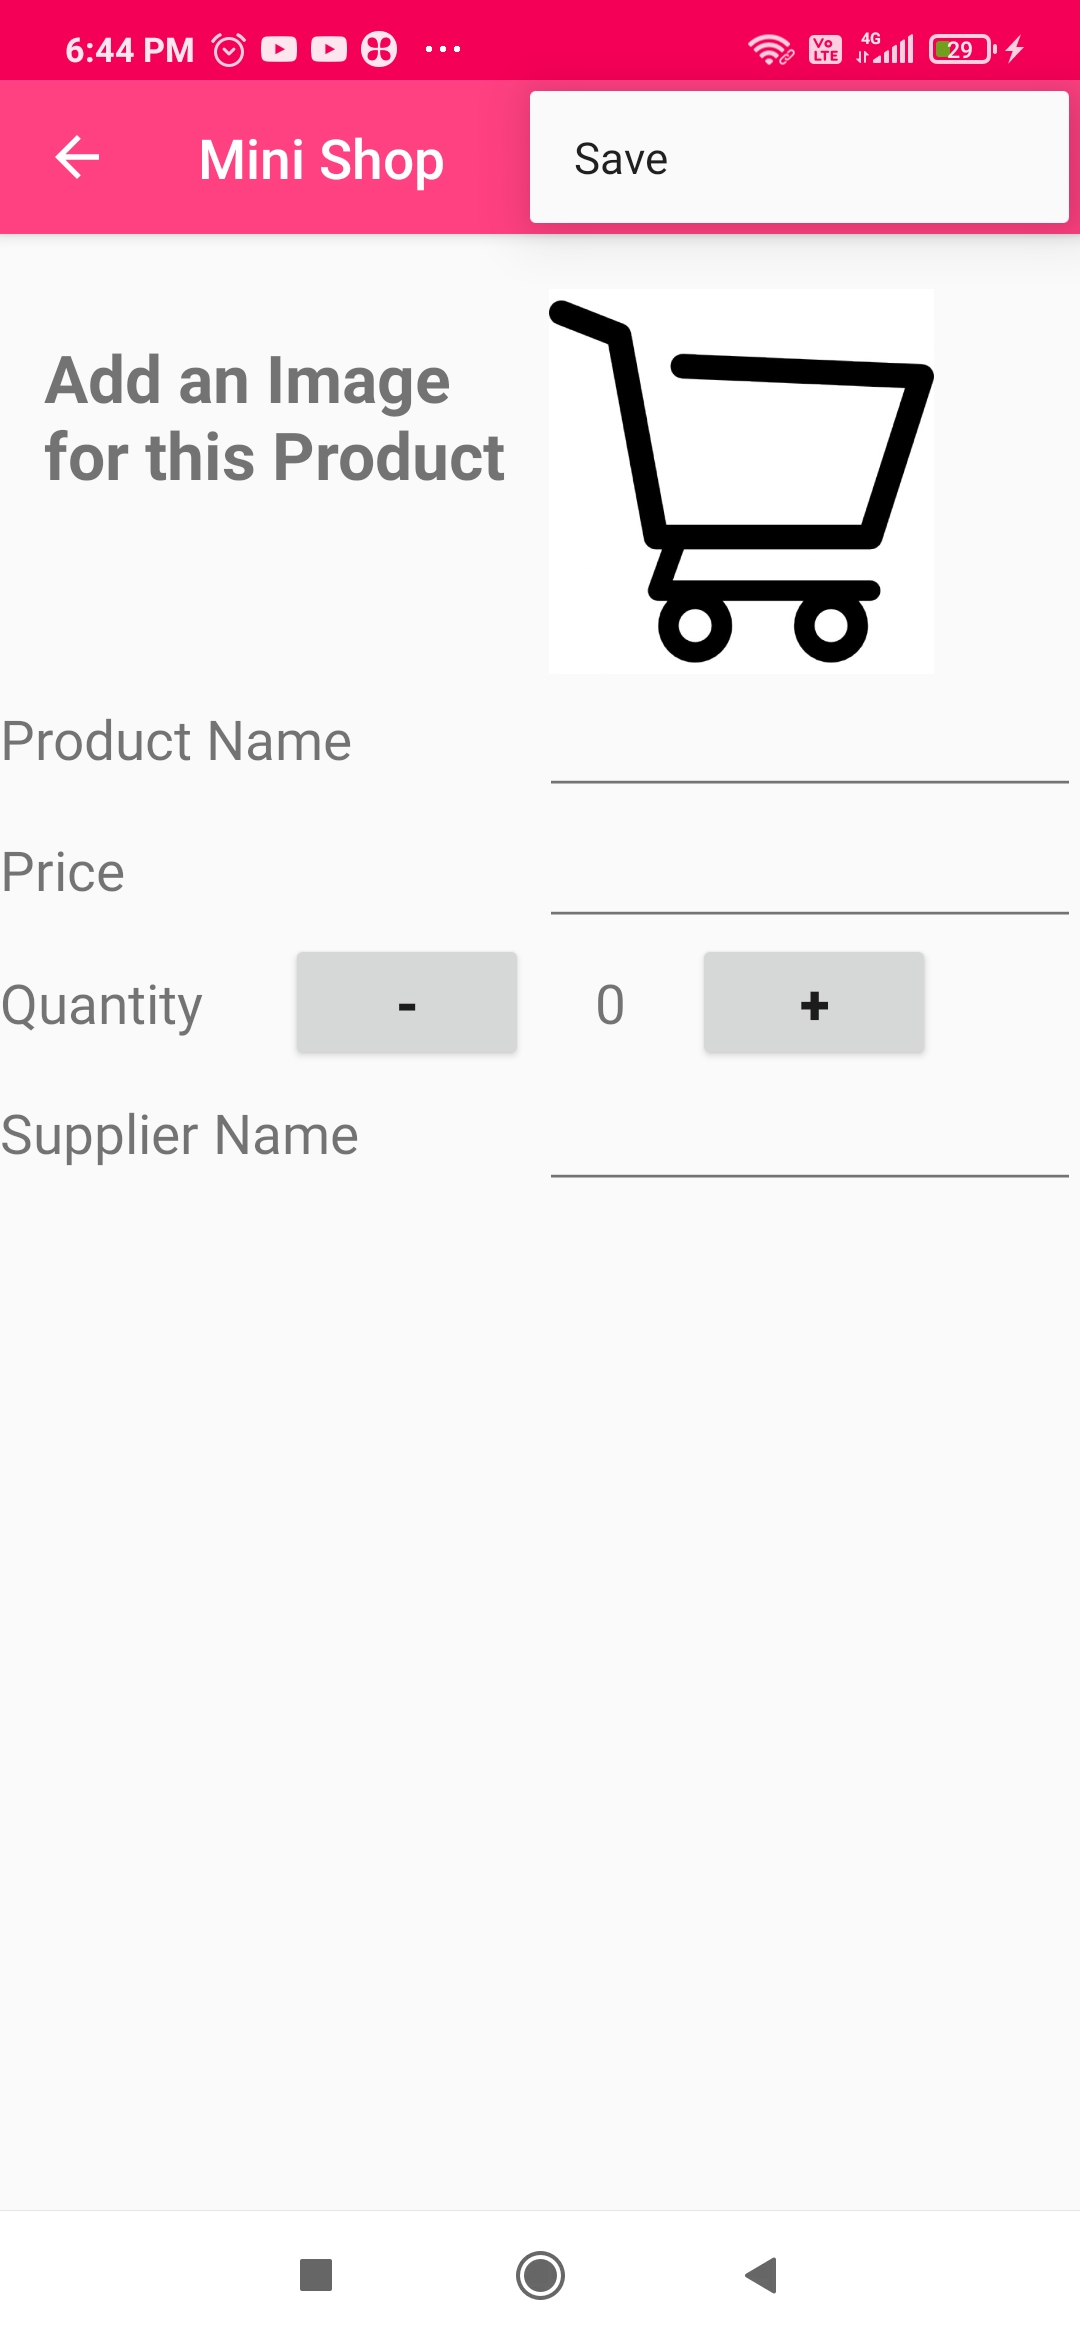 6:44 PM
Vo LTE 4G 29
Mini Shop
Save
Add an Image
for this Product
Product Name
Price
Quantity - 0 +
Supplier Name